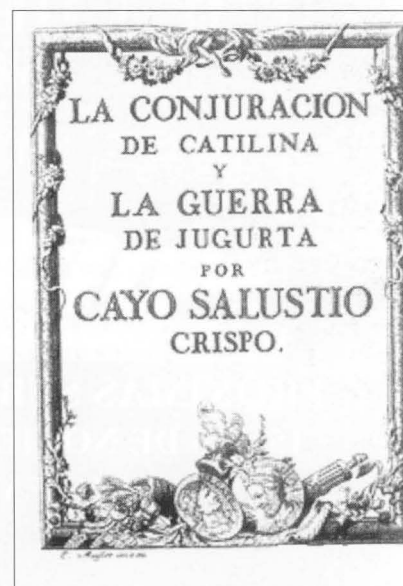 LA CONJURACION
DE CATILINA
Y
LA GUERRA
DE JUGURTA
POR
CAYO SALUSTIO
CRISPO.